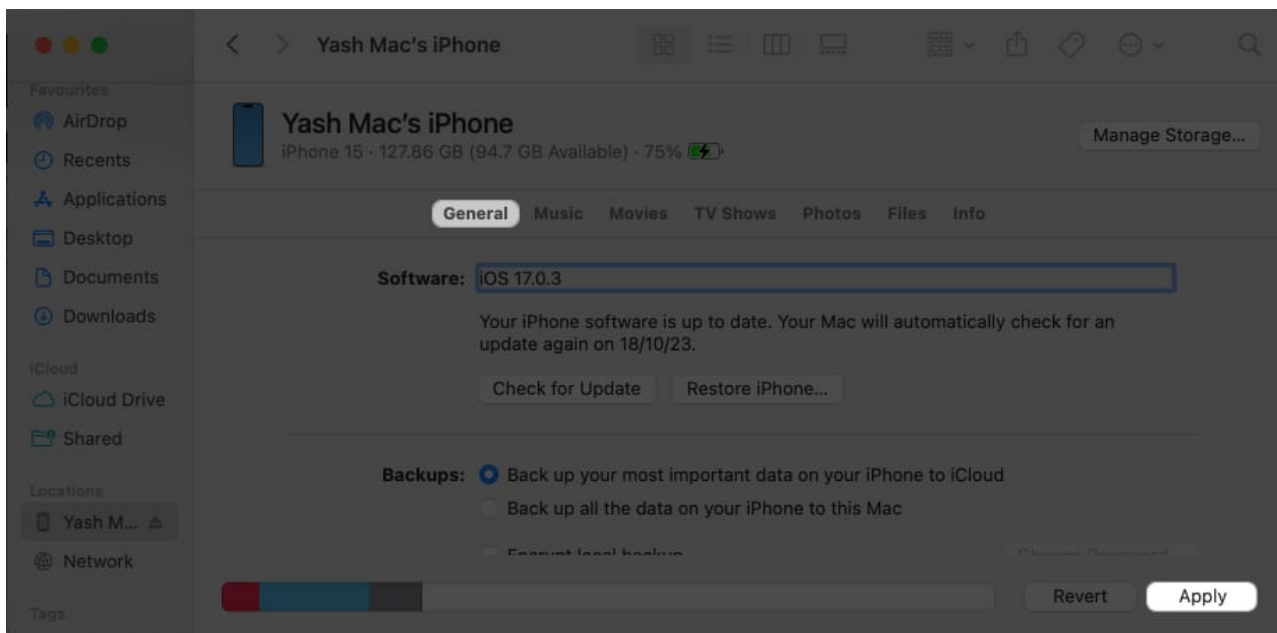 Yash Mac's iPhone
Favourites
AirDrop
Recents
Applications
Desktop
Documents
Downloads
iCloud
iCloud Drive
Shared
Locations
Yash M...
Network
Tags
Yash Mac's iPhone
iPhone 15 · 127.86 GB (94.7 GB Available) · 75%
Manage Storage...
General Music Movies TV Shows Photos Files Info
Software: iOS 17.0.3
Your iPhone software is up to date. Your Mac will automatically check for an
update again on 18/10/23.
Check for Update Restore iPhone...
Backups: Back up your most important data on your iPhone to iCloud
Back up all the data on your iPhone to this Mac
Encrypt local backup Change Password...
Revert Apply